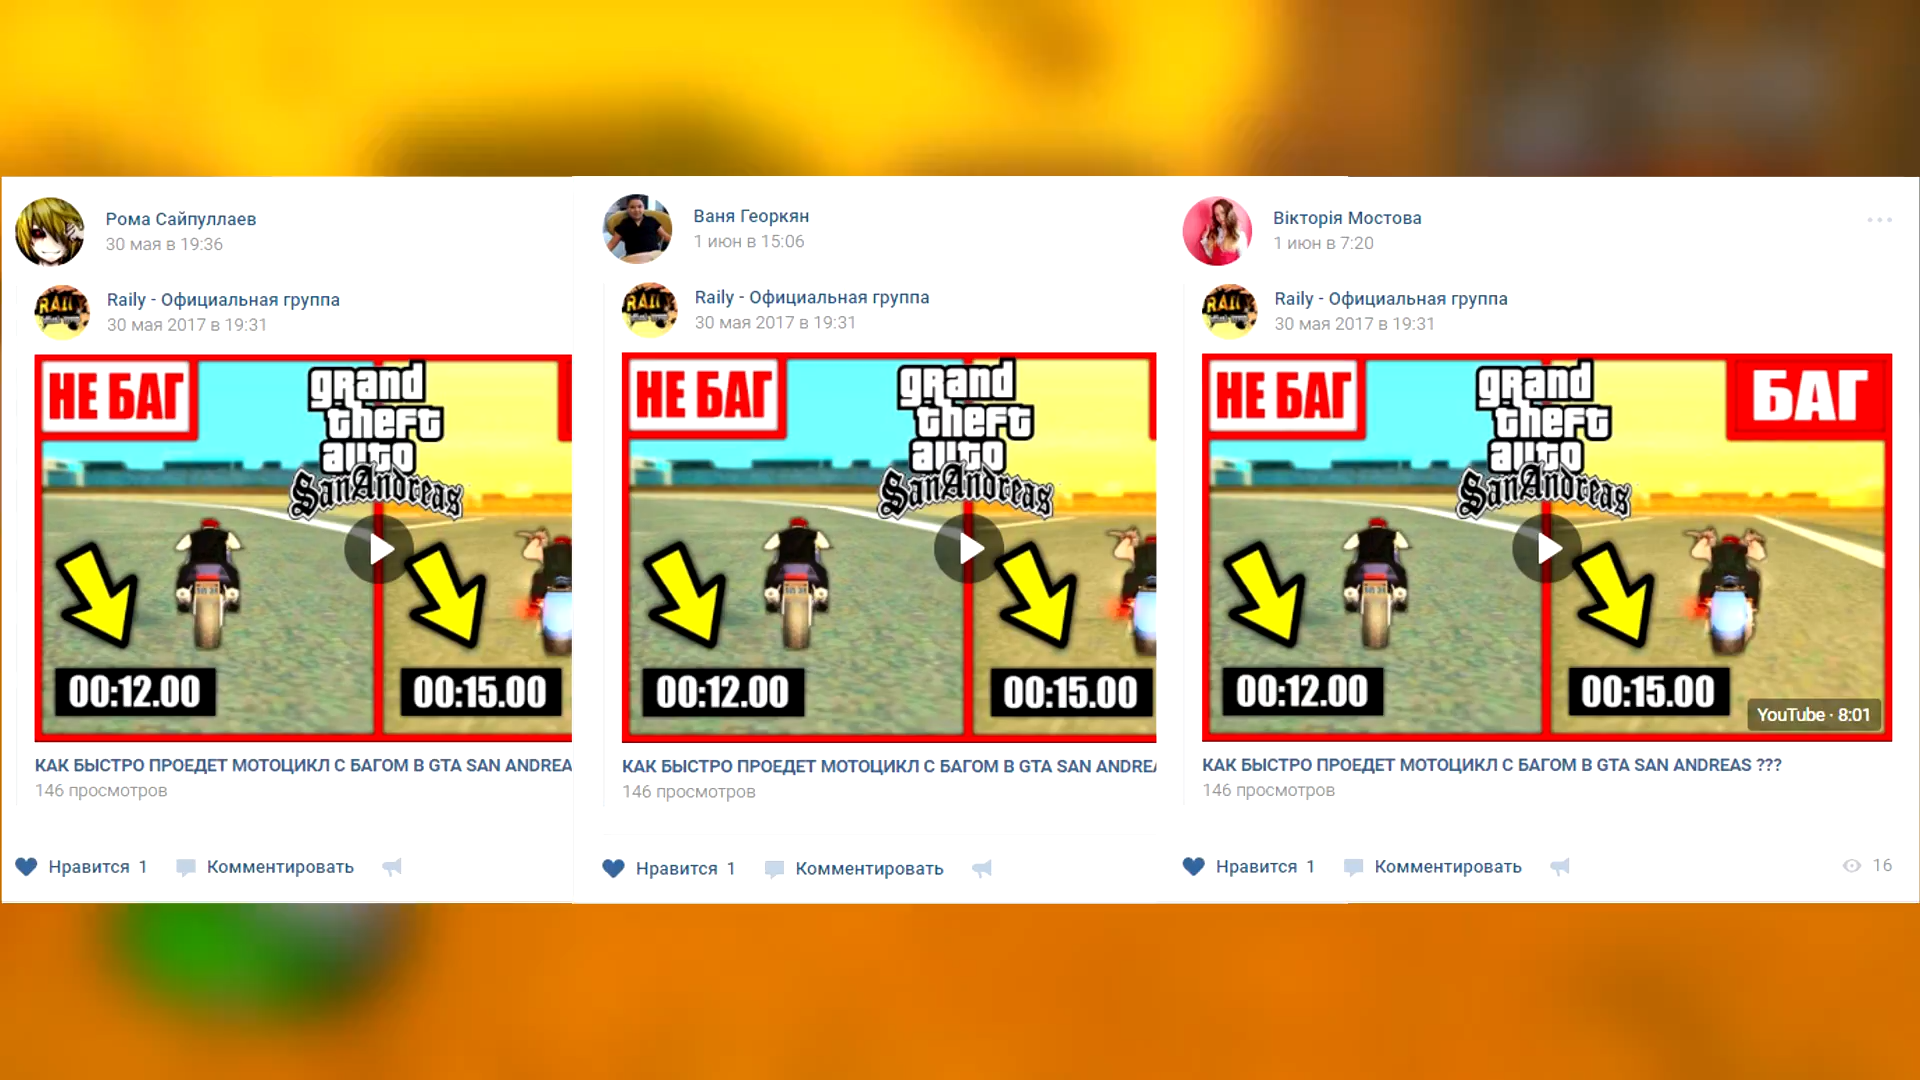 Рома Сайпуллаев
30 мая в 19:36
Raily - Официальная группа
30 мая 2017 в 19:31
НЕ БАГ
grand
theft
auto
San Andreas
00:12.00
00:15.00
КАК БЫСТРО ПРОЕДЕТ МОТОЦИКЛ С БАГОМ В GTA SAN ANDREA
146 просмотров
Нравится 1
Комментировать
Ваня Георкян
1 июн в 15:06
Raily - Официальная группа
30 мая 2017 в 19:31
НЕ БАГ
grand
theft
auto
San Andreas
00:12.00
00:15.00
КАК БЫСТРО ПРОЕДЕТ МОТОЦИКЛ С БАГОМ В GTA SAN ANDREA
146 просмотров
Нравится 1
Комментировать
Вікторія Мостова
1 июн в 7:20
Raily - Официальная группа
30 мая 2017 в 19:31
НЕ БАГ
БАГ
grand
theft
auto
San Andreas
00:12.00
00:15.00
YouTube · 8:01
КАК БЫСТРО ПРОЕДЕТ МОТОЦИКЛ С БАГОМ В GTA SAN ANDREAS ???
146 просмотров
Нравится 1
Комментировать
16